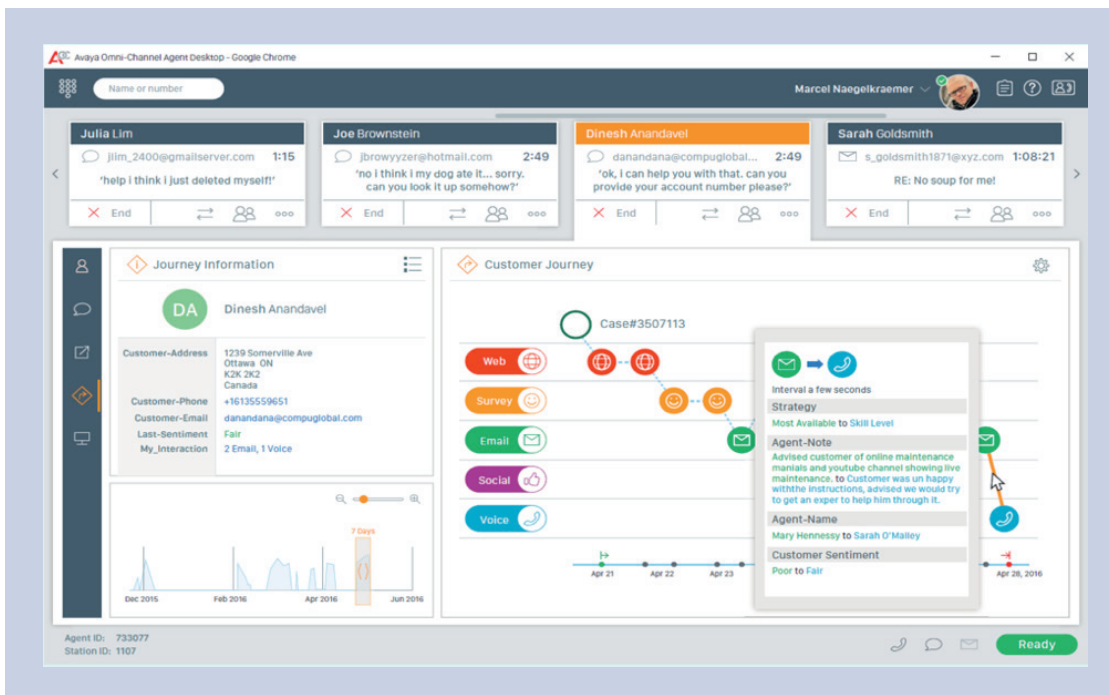 Avaya Omni-Channel Agent Desktop - Google Chrome
Name or number
Marcel Naegelkraemer
Julia Lim
jlim_2400@gmailserver.com 1:15
'help i think i just deleted myself!'
End
Joe Brownstein
jbrowyyzer@hotmail.com 2:49
'no i think i my dog ate it... sorry.
can you look it up somehow?'
End
Dinesh Anandavel
danandana@compuglobal... 2:49
'ok, i can help you with that. can you
provide your account number please?'
End
Sarah Goldsmith
s_goldsmith1871@xyz.com 1:08:21
RE: No soup for me!
End
Journey Information
DA
Dinesh Anandavel
Customer-Address 1239 Somerville Ave
Ottawa ON
K2K 2K2
Canada
Customer-Phone +16135559651
Customer-Email danandana@compuglobal.com
Last-Sentiment Fair
My_Interaction 2 Email, 1 Voice
7 Days
Dec 2015 Feb 2016 Apr 2016 Jun 2016
Customer Journey
Case#3507113
Web
Survey
Email
Social
Voice
Apr 21 Apr 22 Apr 23 Apr 28, 2016
Interval a few seconds
Strategy
Most Available to Skill Level
Agent-Note
Advised customer of online maintenance
manials and youtube channel showing live
maintenance. to Customer was un happy
withthe instructions, advised we would try
to get an exper to help him through it.
Agent-Name
Mary Hennessy to Sarah O'Malley
Customer Sentiment
Poor to Fair
Agent ID: 733077
Station ID: 1107
Ready